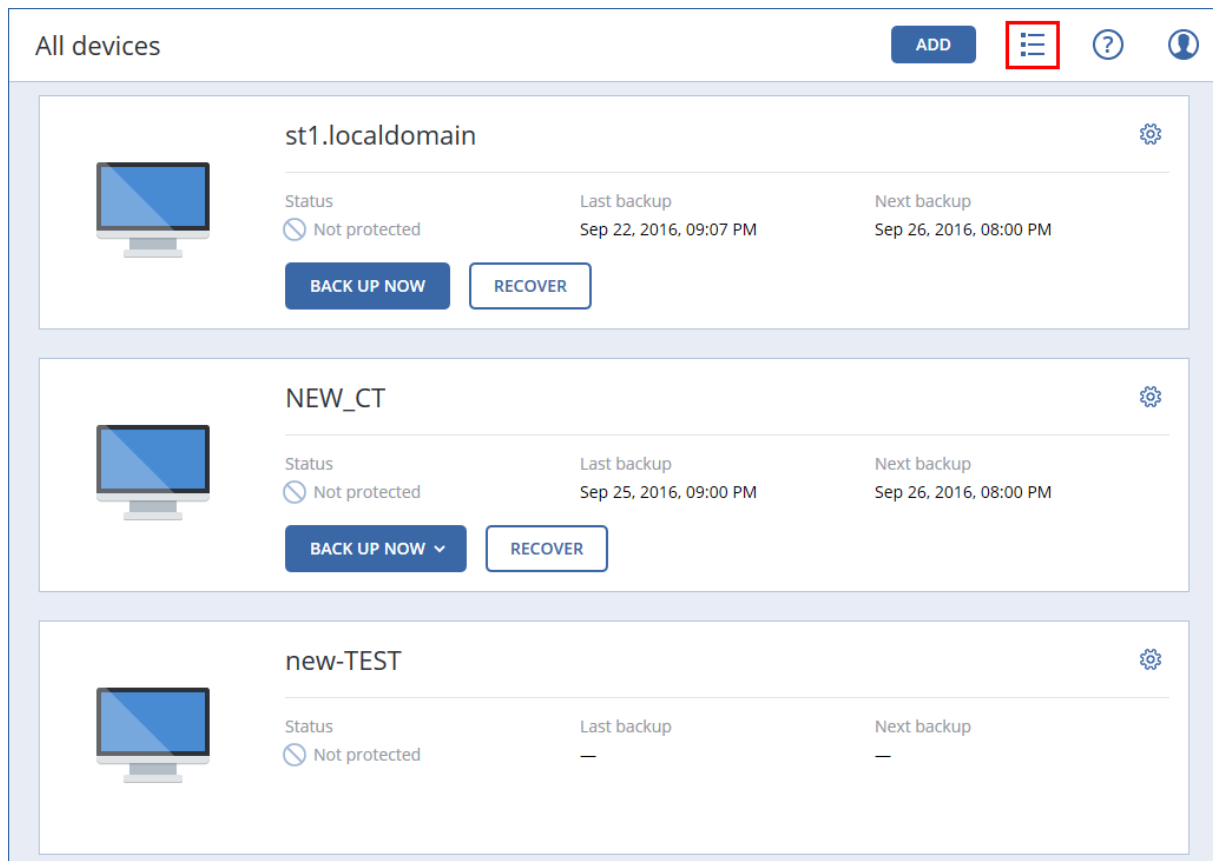 All devices ADD
st1.localdomain
Status Last backup Next backup
Not protected Sep 22, 2016, 09:07 PM Sep 26, 2016, 08:00 PM
BACK UP NOW RECOVER
NEW_CT
Status Last backup Next backup
Not protected Sep 25, 2016, 09:00 PM Sep 26, 2016, 08:00 PM
BACK UP NOW RECOVER
new-TEST
Status Last backup Next backup
Not protected — —